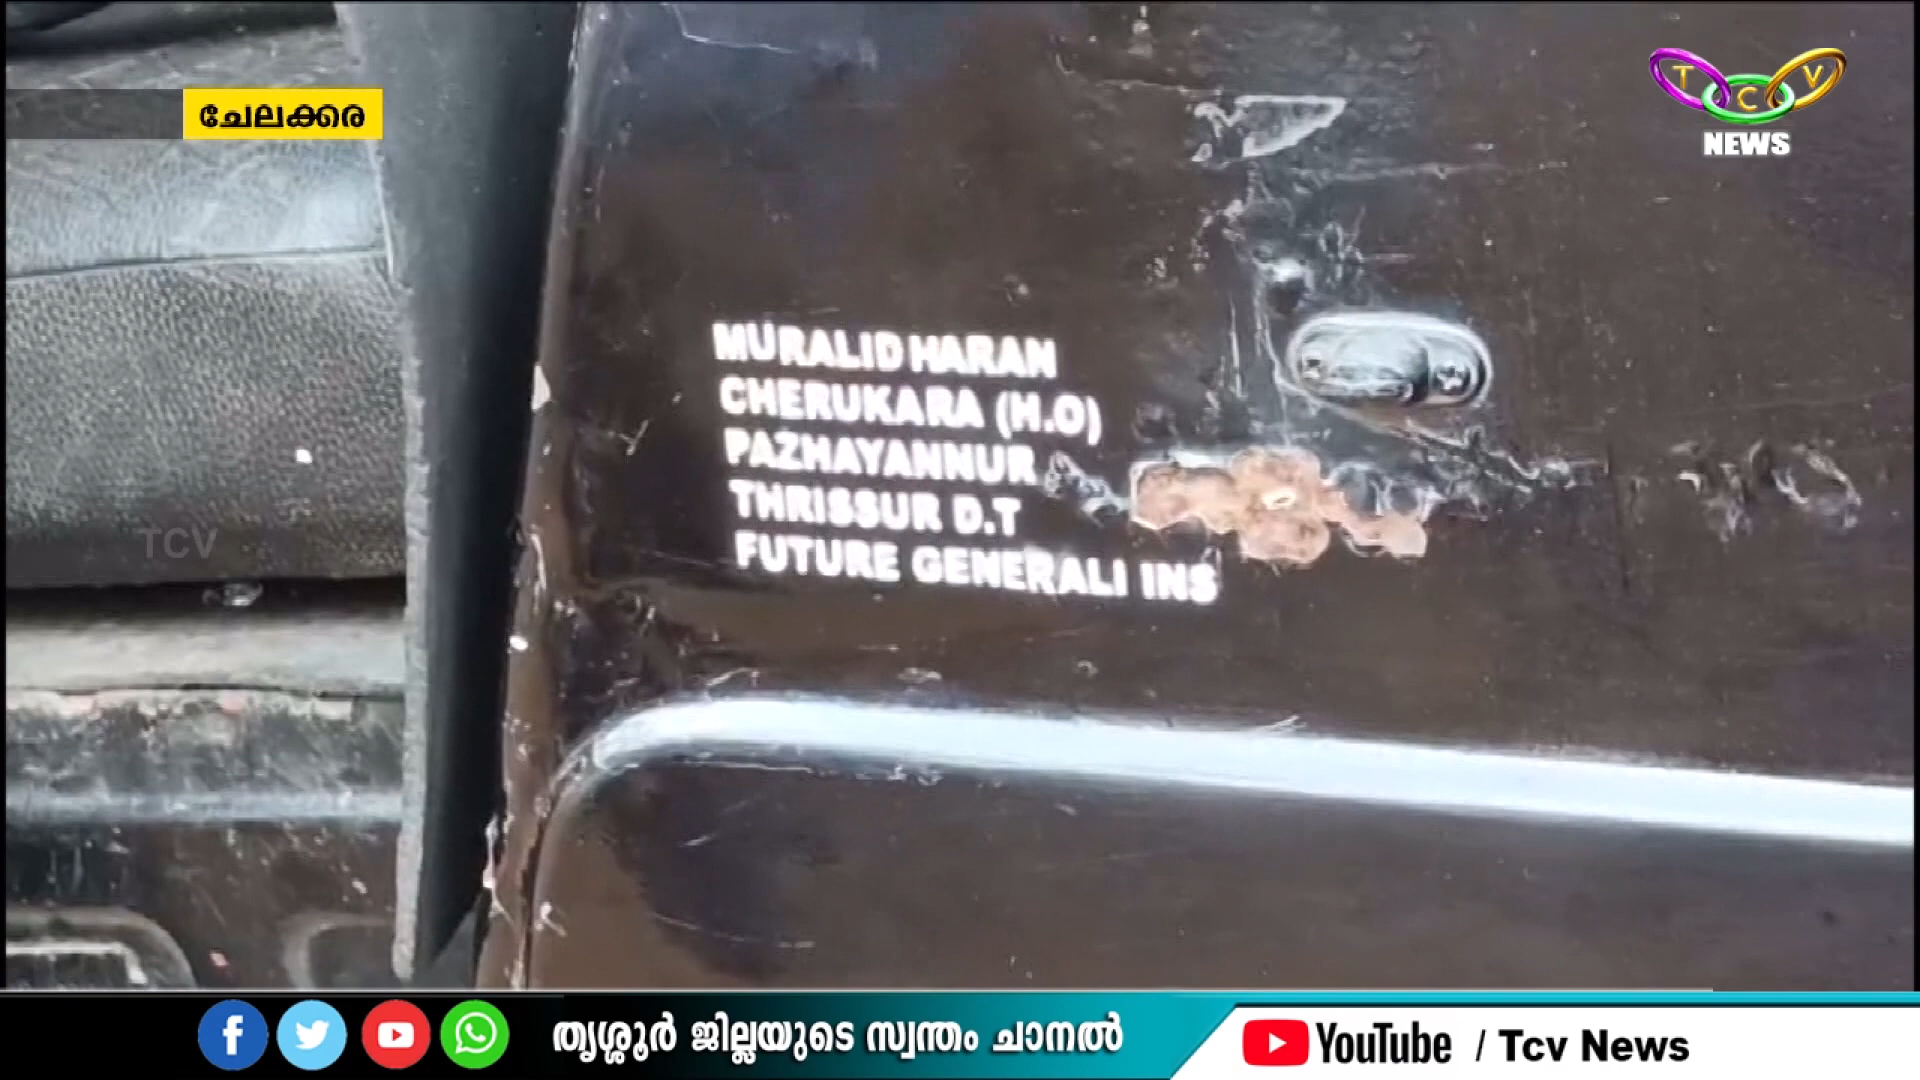 ചേലക്കര
T C V
NEWS
MURALIDHARAN
CHERUKARA (H.O)
PAZHAYANNUR
THRISSUR D.T
FUTURE GENERALI INS
TCV
തൃശ്ശൂർ ജില്ലയുടെ സ്വന്തം ചാനൽ
YouTube / Tcv News